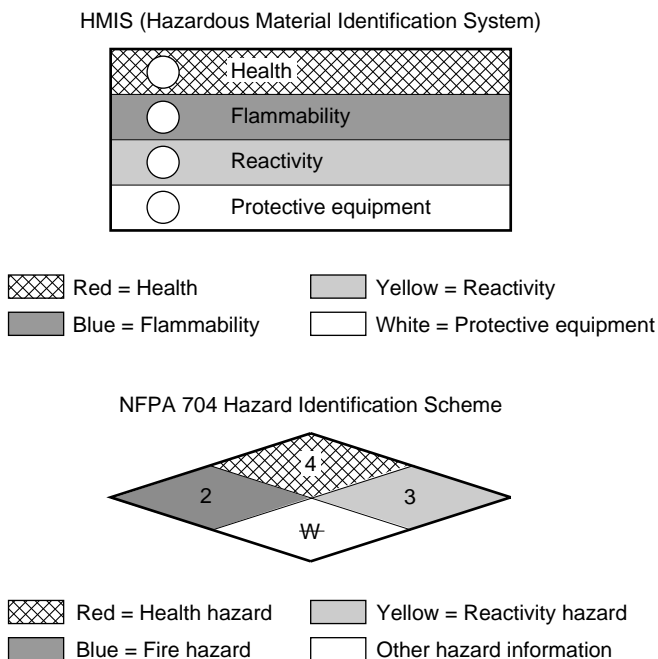 HMIS (Hazardous Material Identification System)
Health
Flammability
Reactivity
Protective equipment
Red = Health
Yellow = Reactivity
Blue = Flammability
White = Protective equipment
NFPA 704 Hazard Identification Scheme
4
2
3
W
Red = Health hazard
Yellow = Reactivity hazard
Blue = Fire hazard
Other hazard information